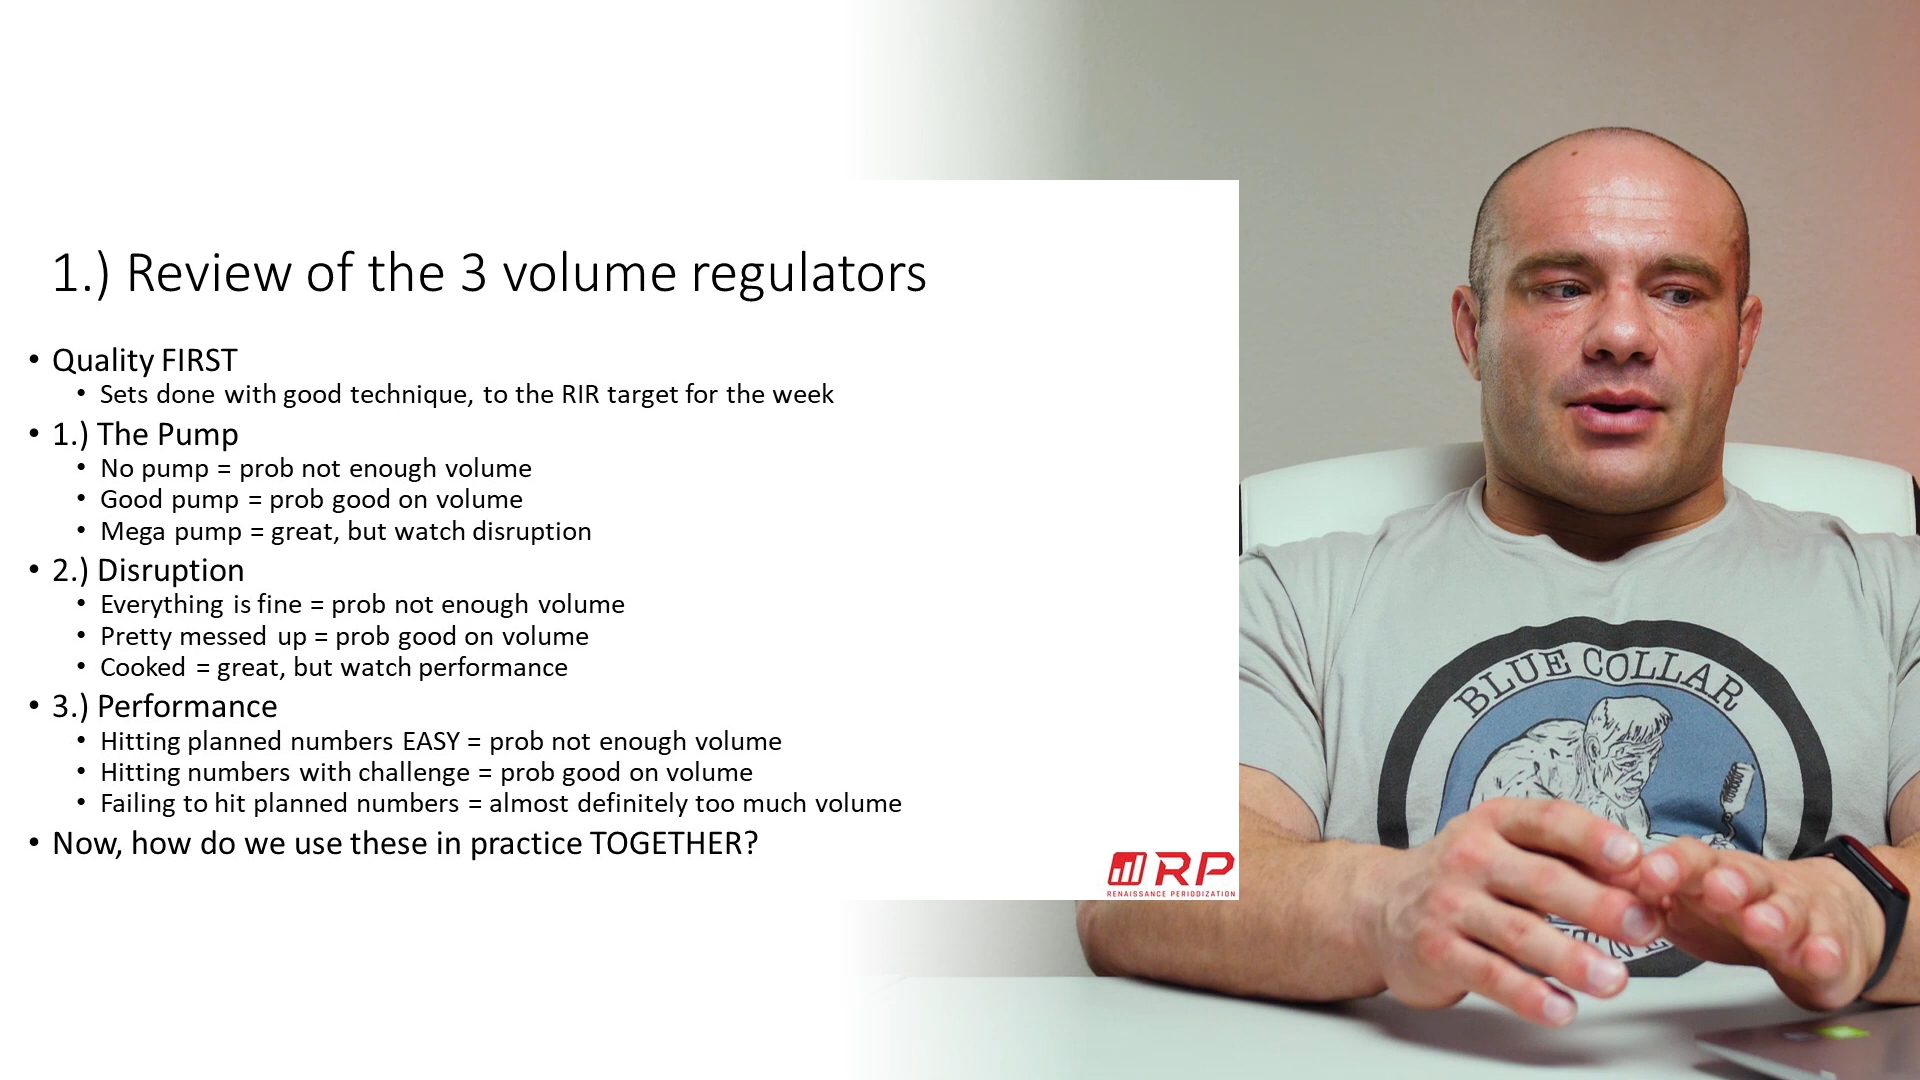 1.) Review of the 3 volume regulators
• Quality FIRST
• Sets done with good technique, to the RIR target for the week
• 1.) The Pump
• No pump = prob not enough volume
• Good pump = prob good on volume
• Mega pump = great, but watch disruption
• 2.) Disruption
• Everything is fine = prob not enough volume
• Pretty messed up = prob good on volume
• Cooked = great, but watch performance
• 3.) Performance
• Hitting planned numbers EASY = prob not enough volume
• Hitting numbers with challenge = prob good on volume
• Failing to hit planned numbers = almost definitely too much volume
• Now, how do we use these in practice TOGETHER?
RP
RENAISSANCE PERIODIZATION
BLUE COLLAR